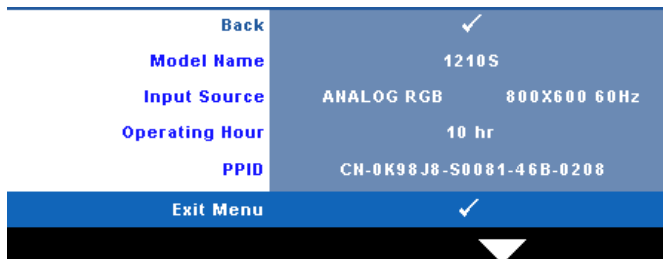 Back
Model Name 1210S
Input Source ANALOG RGB 800X600 60Hz
Operating Hour 10 hr
PPID CN-0K98J8-S0081-46B-0208
Exit Menu